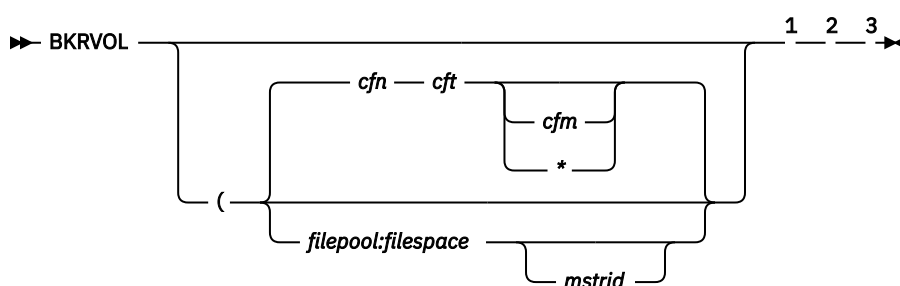 BKRVOL 1 2 3
cfn cft
cfm
*
(
filepool:filespace
mstrid